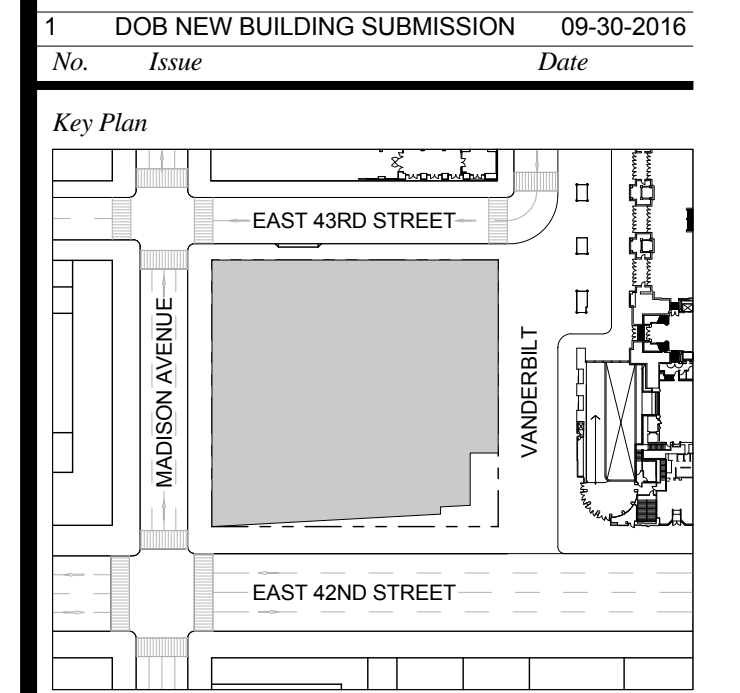 1 DOB NEW BUILDING SUBMISSION 09-30-2016
No. Issue Date
Key Plan
EAST 43RD STREET
MADISON AVENUE
VANDERBILT
EAST 42ND STREET